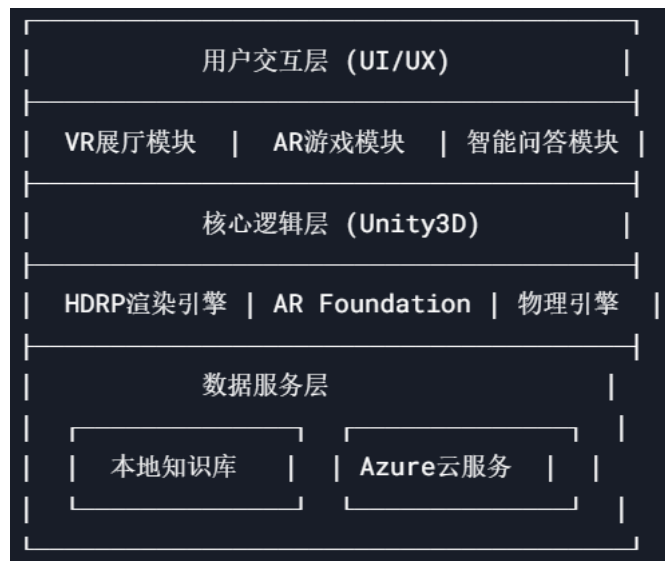 用户交互层 (UI/UX)
VR展厅模块 | AR游戏模块 | 智能问答模块
核心逻辑层 (Unity3D)
HDRP渲染引擎 | AR Foundation | 物理引擎
数据服务层
本地知识库 | | Azure云服务